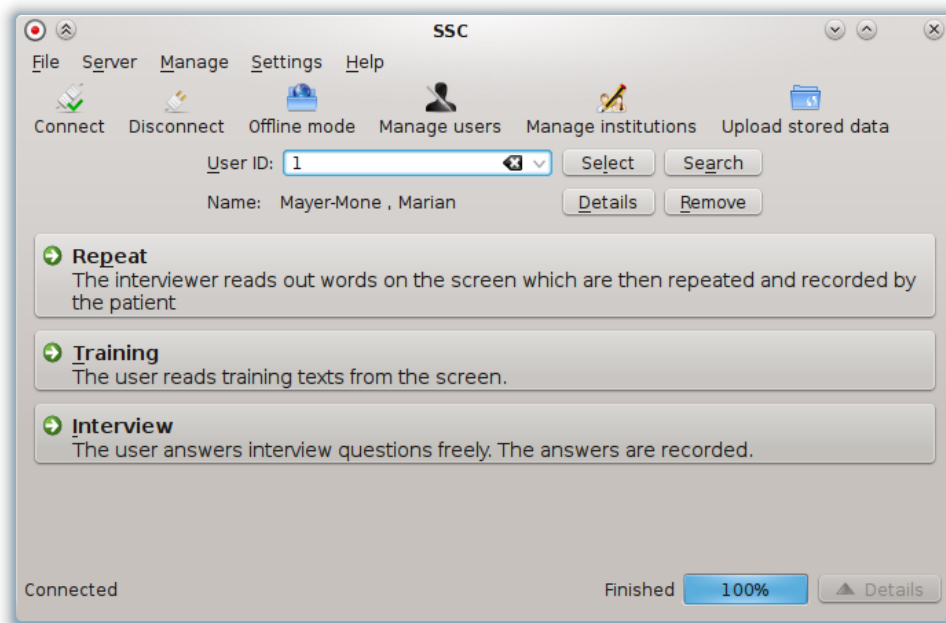 SSC
File Server Manage Settings Help
Connect Disconnect Offline mode Manage users Manage institutions Upload stored data
User ID: 1 Select Search
Name: Mayer-Mone , Marian Details Remove
Repeat
The interviewer reads out words on the screen which are then repeated and recorded by
the patient
Training
The user reads training texts from the screen.
Interview
The user answers interview questions freely. The answers are recorded.
Connected Finished 100% Details